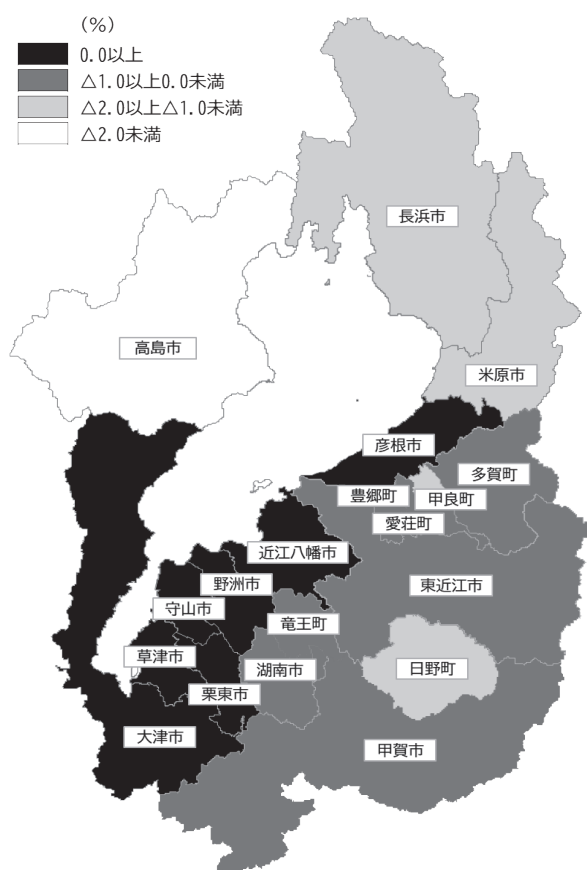 (%)
0.0以上
△1.0以上0.0未満
△2.0以上△1.0未満
△2.0未満
長浜市
高島市
米原市
彦根市
多賀町
豊郷町
甲良町
愛荘町
近江八幡市
野洲市
東近江市
守山市
竜王町
草津市
湖南市
日野町
栗東市
大津市
甲賀市